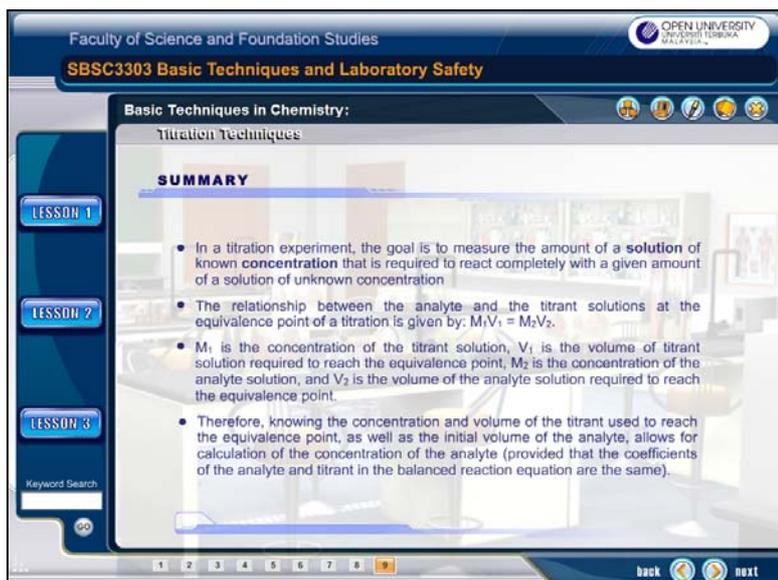 Faculty of Science and Foundation Studies
OPEN UNIVERSITY
UNIVERSITI TERBUKA
MALAYSIA
SBSC3303 Basic Techniques and Laboratory Safety
Basic Techniques in Chemistry:
Titration Techniques
SUMMARY
LESSON 1
LESSON 2
LESSON 3
Keyword Search
GO
• In a titration experiment, the goal is to measure the amount of a solution of
known concentration that is required to react completely with a given amount
of a solution of unknown concentration
• The relationship between the analyte and the titrant solutions at the
equivalence point of a titration is given by: M₁V₁ = M₂V₂.
• M₁ is the concentration of the titrant solution, V₁ is the volume of titrant
solution required to reach the equivalence point, M₂ is the concentration of the
analyte solution, and V₂ is the volume of the analyte solution required to reach
the equivalence point.
• Therefore, knowing the concentration and volume of the titrant used to reach
the equivalence point, as well as the initial volume of the analyte, allows for
calculation of the concentration of the analyte (provided that the coefficients
of the analyte and titrant in the balanced reaction equation are the same).
1 2 3 4 5 6 7 8 9
back next